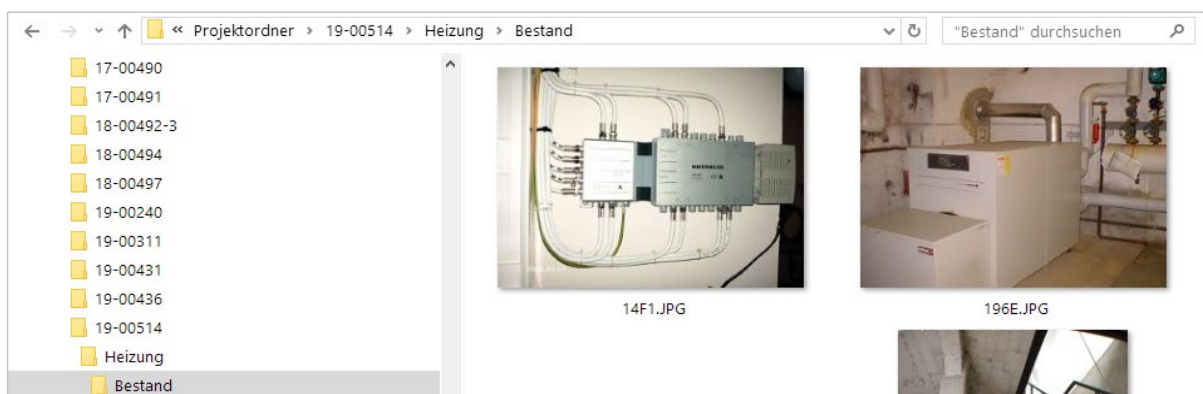 « Projektordner › 19-00514 › Heizung › Bestand
"Bestand" durchsuchen
17-00490
17-00491
18-00492-3
18-00494
18-00497
19-00240
19-00311
19-00431
19-00436
19-00514
Heizung
Bestand
14F1.JPG
196E.JPG